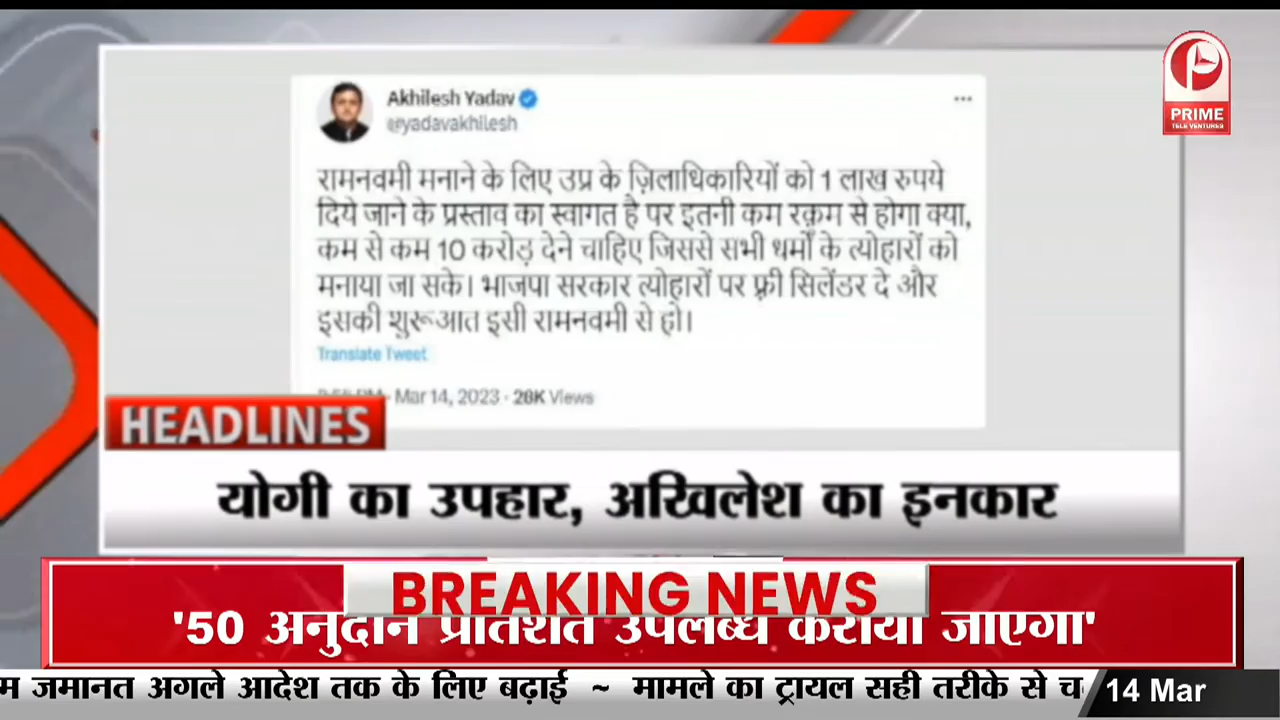 Akhilesh Yadav
@yadavakhilesh
...
PRIME
TELE VENTURES
रामनवमी मनाने के लिए उप्र के ज़िलाधिकारियों को 1 लाख रुपये
दिये जाने के प्रस्ताव का स्वागत है पर इतनी कम रक़म से होगा क्या,
कम से कम 10 करोड़ देने चाहिए जिससे सभी धर्मों के त्योहारों को
मनाया जा सके। भाजपा सरकार त्योहारों पर फ़्री सिलेंडर दे और
इसकी शुरूआत इसी रामनवमी से हो।
Translate Tweet
Mar 14, 2023 · 28K Views
HEADLINES
योगी का उपहार, अखिलेश का इनकार
BREAKING NEWS
'50 अनुदान प्रतिशत उपलब्ध कराया जाएगा'
जमानत अगले आदेश तक के लिए बढ़ाई ~ मामले का ट्रायल सही तरीके से
14 Mar